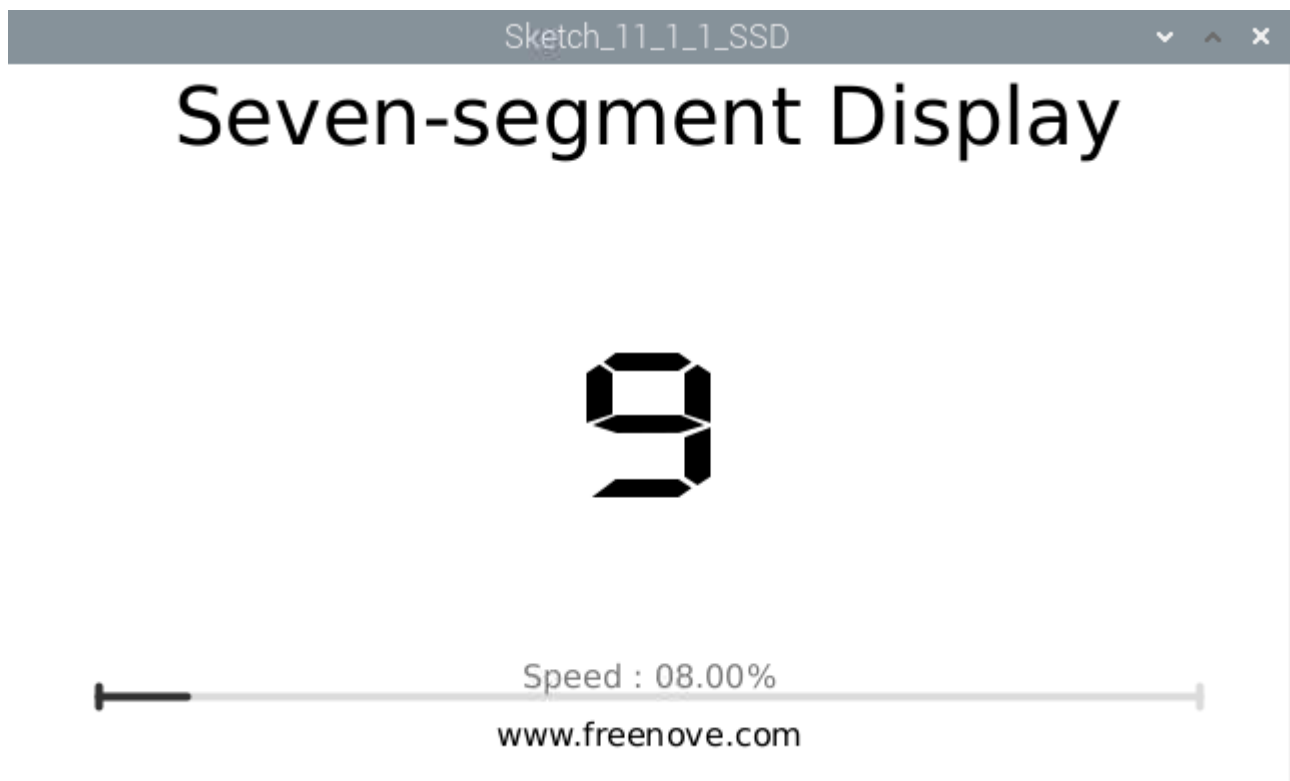 Sketch_11_1_1_SSD
Seven-segment Display
9
Speed : 08.00%
www.freenove.com